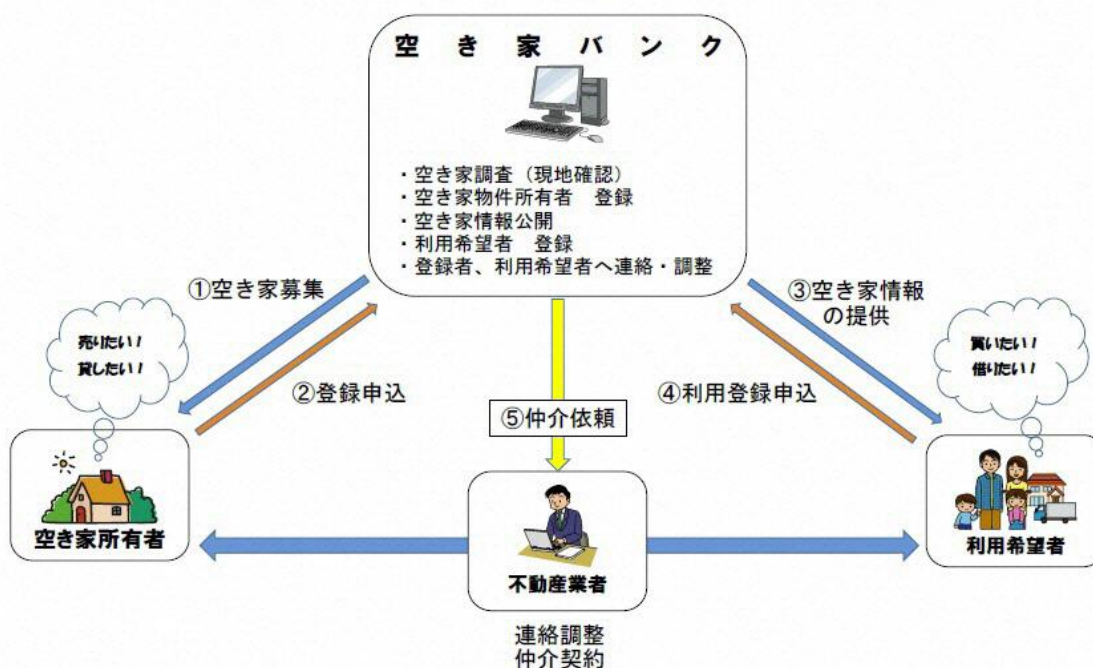 空き家バンク
・空き家調査（現地確認）
・空き家物件所有者　登録
・空き家情報公開
・利用希望者　登録
・登録者、利用希望者へ連絡・調整
①空き家募集
③空き家情報
の提供
売りたい！
貸したい！
買いたい！
借りたい！
②登録申込
④利用登録申込
⑤仲介依頼
空き家所有者
利用希望者
不動産業者
連絡調整
仲介契約